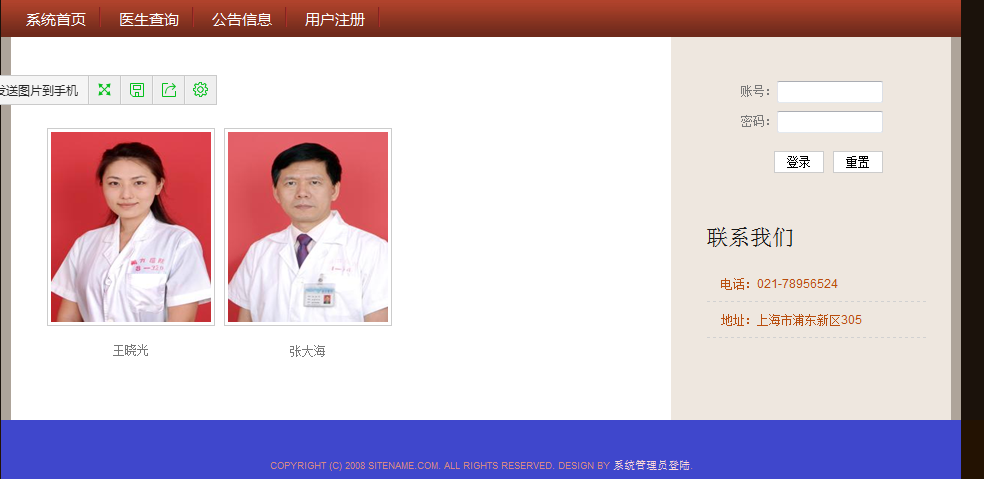 系统首页 医生查询 公告信息 用户注册
发送图片到手机
账号：
密码：
登录 重置
王晓光 张大海
联系我们
电话：021-78956524
地址：上海市浦东新区305
COPYRIGHT (C) 2008 SITENAME.COM. ALL RIGHTS RESERVED. DESIGN BY 系统管理员登陆